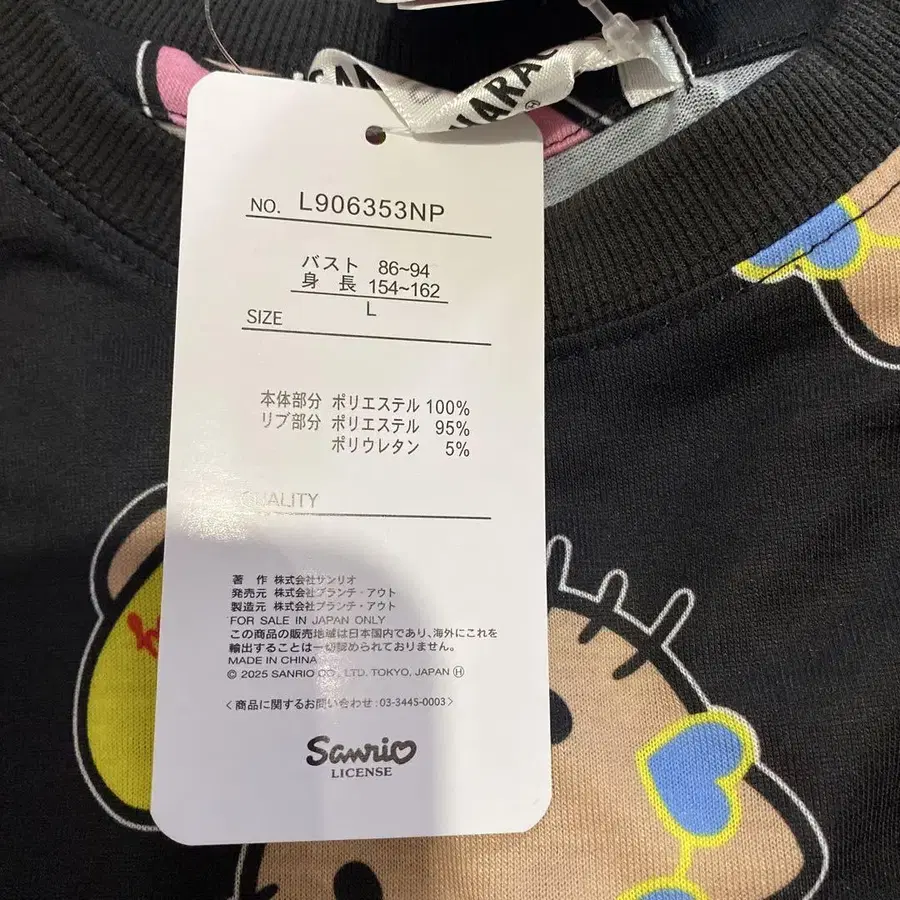 HARAC
NO. L906353NP
バスト 86~94
身 長 154~162
L
SIZE
本体部分 ポリエステル 100%
リブ部分 ポリエステル 95%
ポリウレタン 5%
QUALITY
著 作 株式会社サンリオ
発売元 株式会社ブランチ・アウト
製造元 株式会社ブランチ・アウト
FOR SALE IN JAPAN ONLY
この商品の販売地域は日本国内であり、海外にこれを
輸出することは一切認められておりません。
MADE IN CHINA
© 2025 SANRIO CO., LTD. TOKYO, JAPAN Ⓗ
〈商品に関するお問い合わせ:03-3445-0003〉
Sanrio
LICENSE